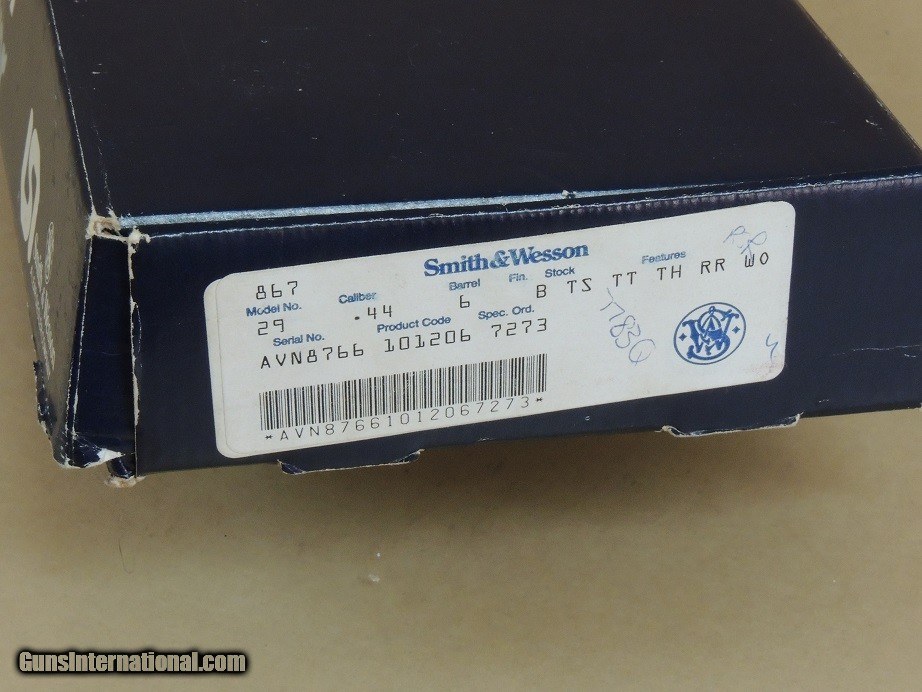 Smith & Wesson
867
Model No. Caliber Barrel Fin. Stock Features
29 .44 6 B TS TT TH RR WO
Serial No. Product Code Spec. Ord.
AVN8766 101206 7273
*AVN87661012067273*
GunsInternational.com